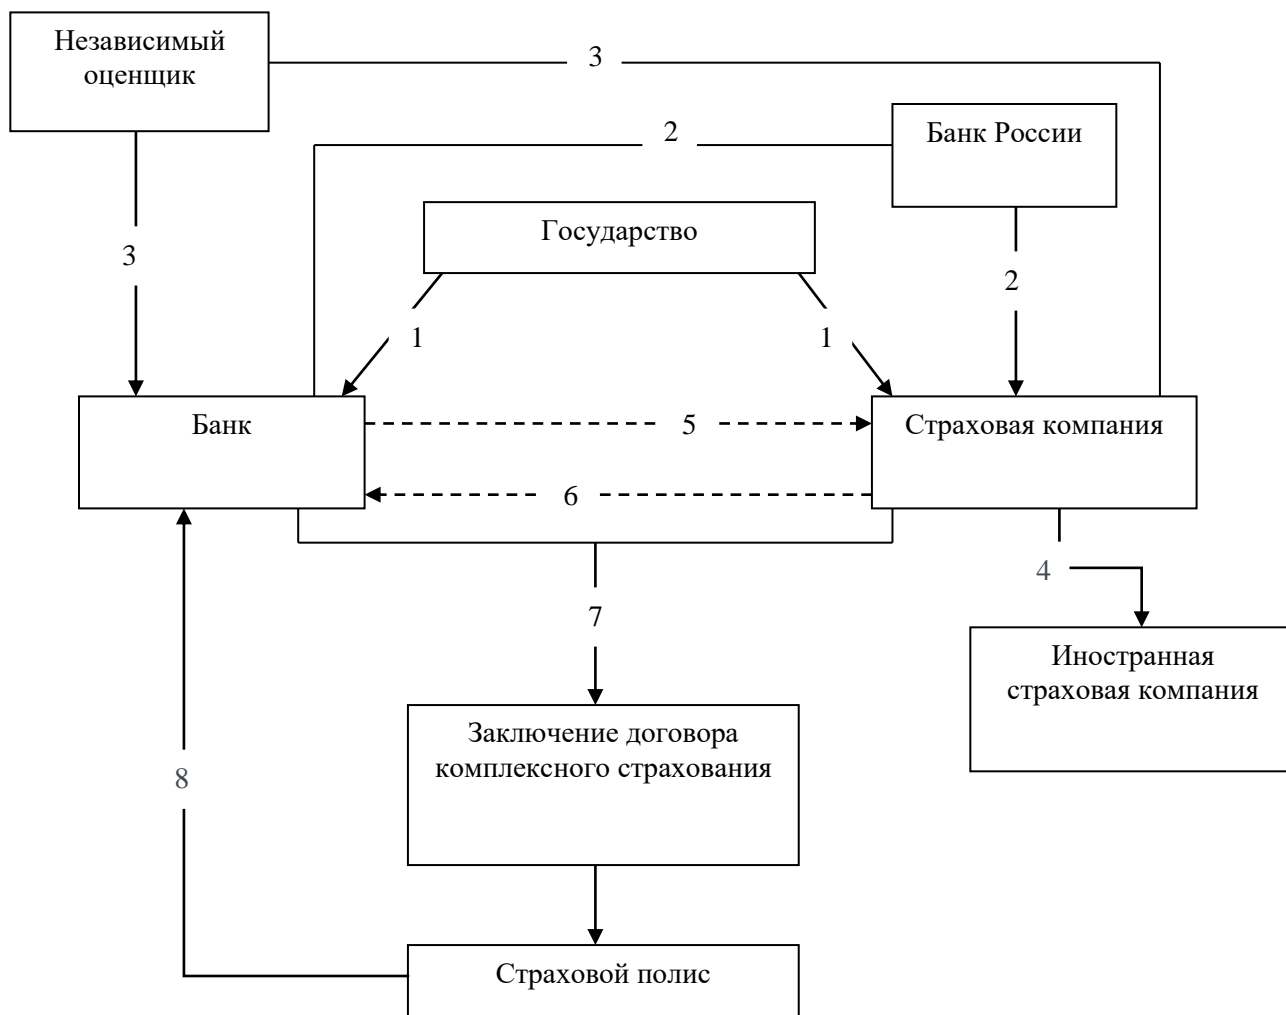 Независимый
оценщик
3
2
Банк России
Государство
3
2
1
1
Банк
Страховая компания
5
6
4
7
Иностранная
страховая компания
Заключение договора
комплексного страхования
8
Страховой полис